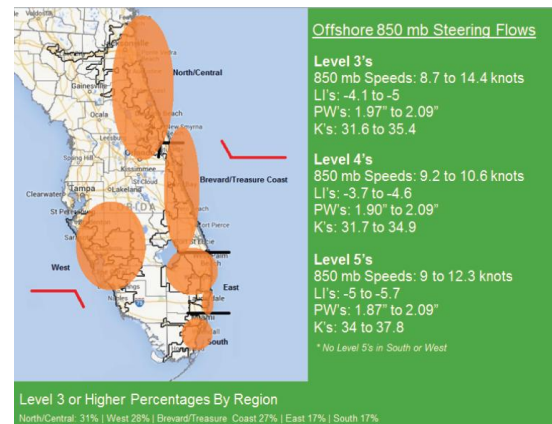 Offshore 850 mb Steering Flows
Level 3's
850 mb Speeds: 8.7 to 14.4 knots
LI's: -4.1 to -5
PW's: 1.97” to 2.09”
K's: 31.6 to 35.4
Level 4's
850 mb Speeds: 9.2 to 10.6 knots
LI's: -3.7 to -4.6
PW's: 1.90” to 2.09”
K's: 31.7 to 34.9
Level 5's
850 mb Speeds: 9 to 12.3 knots
LI's: -5 to -5.7
PW's: 1.87” to 2.09”
K's: 34 to 37.8
* No Level 5's in South or West
North/Central
Gainesville
Ocala
Kissimmee
Brevard/Treasure Coast
Clearwater
Tampa
Lakeland
West
Naples
East
South
Level 3 or Higher Percentages By Region
North/Central: 31% | West 28% | Brevard/Treasure Coast 27% | East 17% | South 17%